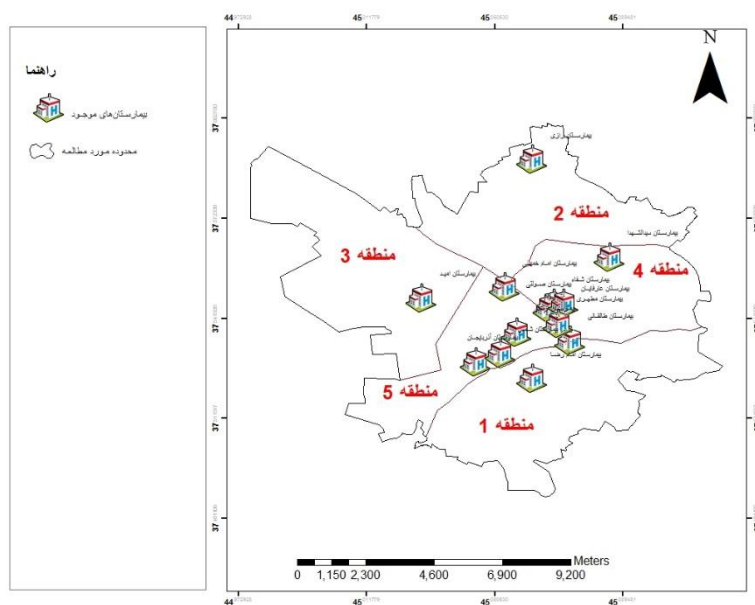 راهنما
بیمارستان‌های موجود
محدوده مورد مطالعه
N
بیمارستان رازی
منطقه 2
بیمارستان سیدالشهدا
منطقه 3
منطقه 4
بیمارستان امام خمینی
بیمارستان امید
بیمارستان شفاء
بیمارستان صولتی
بیمارستان عارفیان
بیمارستان مطهری
بیمارستان طالقانی
بیمارستان آذربایجان
بیمارستان امام رضا
منطقه 5
منطقه 1
Meters
0 1,150 2,300 4,600 6,900 9,200